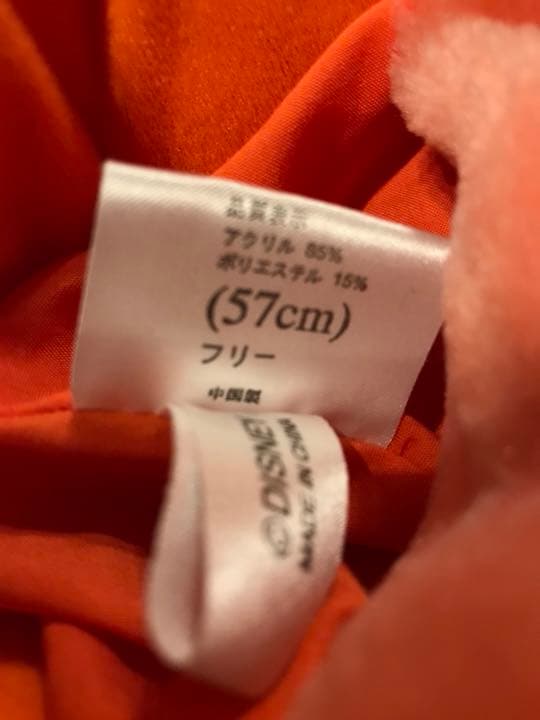 品質表示
アクリル 85%
ポリエステル 15%
(57cm)
フリー
中国製
©DISNEY
MADE IN CHINA